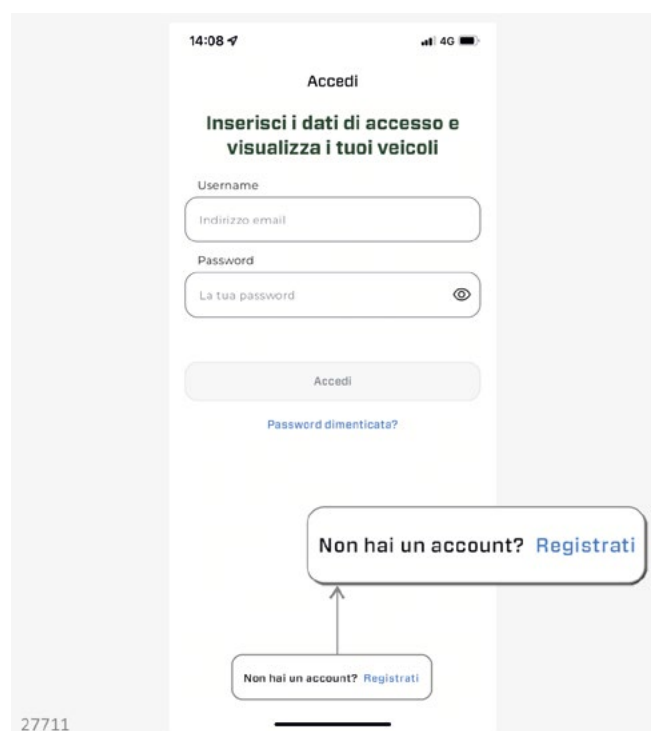 14:08
4G
Accedi
Inserisci i dati di accesso e
visualizza i tuoi veicoli
Username
Indirizzo email
Password
La tua password
Accedi
Password dimenticata?
Non hai un account? Registrati
Non hai un account? Registrati
27711